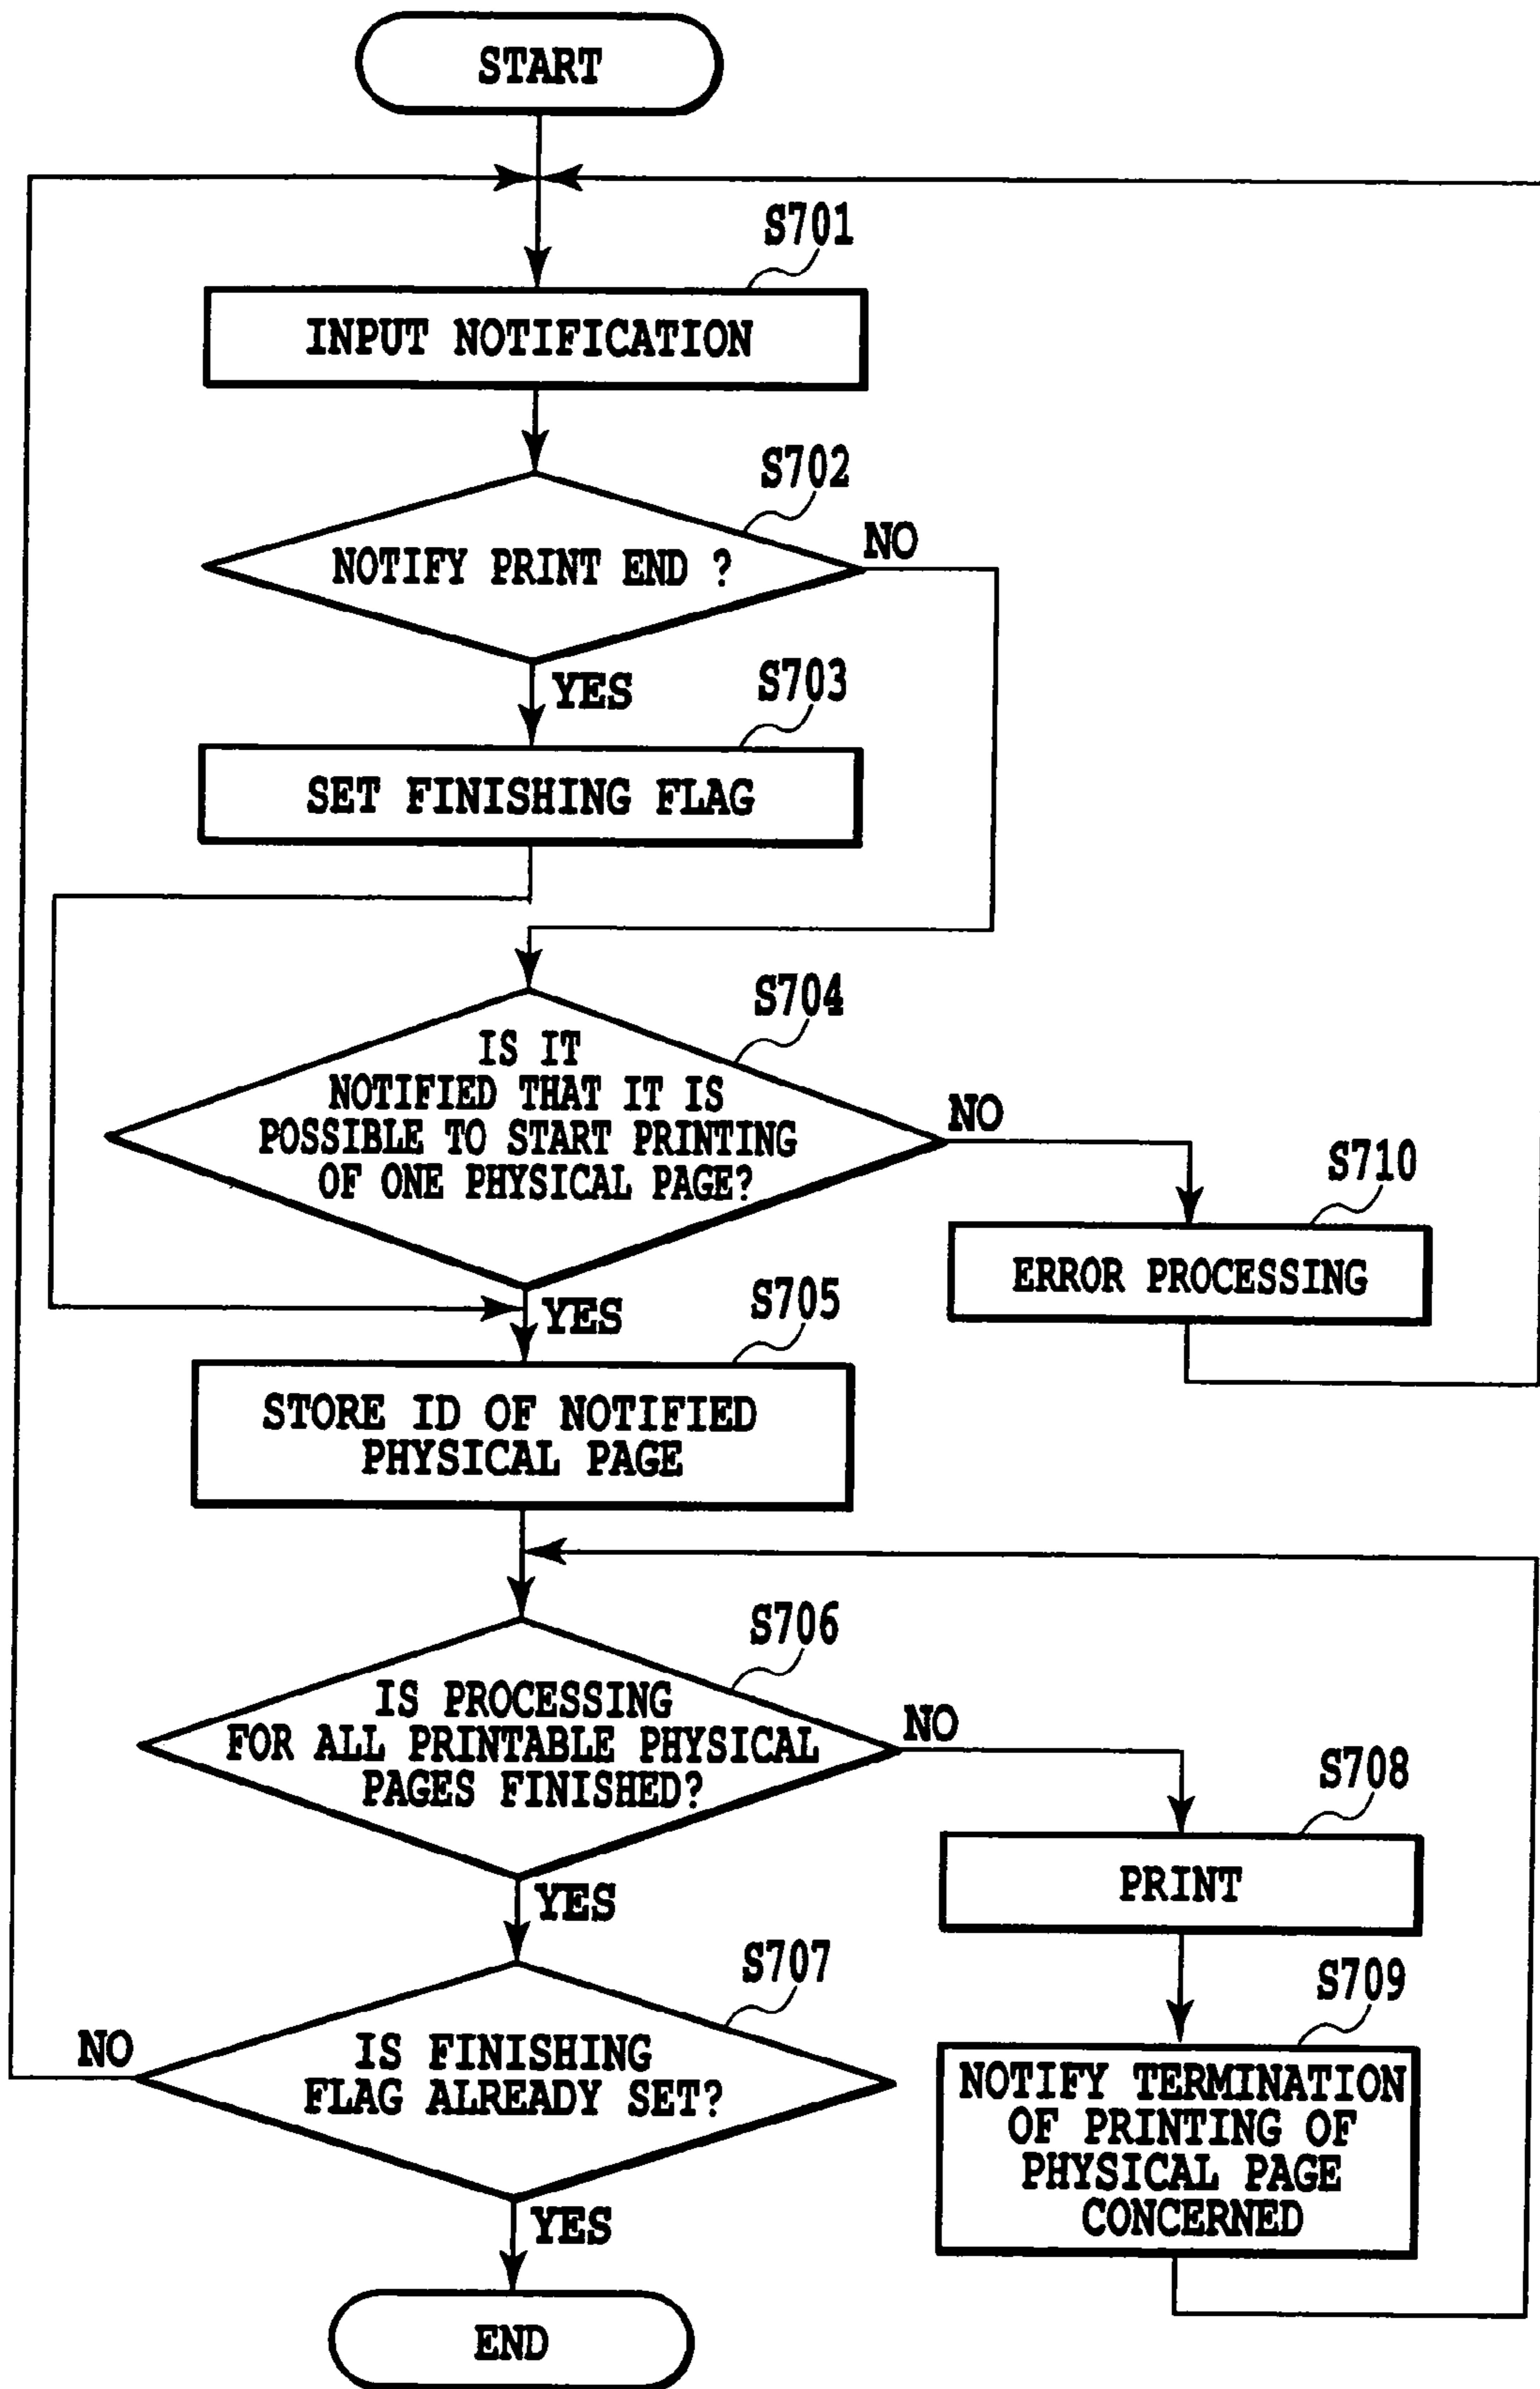 START
S701
INPUT NOTIFICATION
S702
NOTIFY PRINT END ?
NO
YES
S703
SET FINISHING FLAG
S704
IS IT
NOTIFIED THAT IT IS
POSSIBLE TO START PRINTING
OF ONE PHYSICAL PAGE?
NO
S710
ERROR PROCESSING
YES
S705
STORE ID OF NOTIFIED
PHYSICAL PAGE
S706
IS PROCESSING
FOR ALL PRINTABLE PHYSICAL
PAGES FINISHED?
NO
S708
PRINT
YES
S707
S709
NO
IS FINISHING
FLAG ALREADY SET?
NOTIFY TERMINATION
OF PRINTING OF
PHYSICAL PAGE
CONCERNED
YES
END